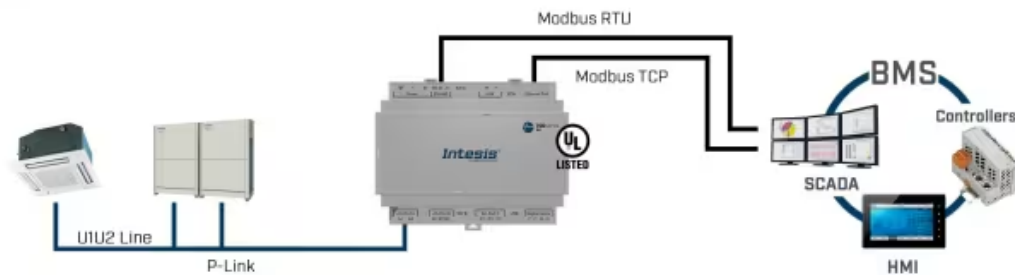 Modbus RTU
Modbus TCP
BMS
Controllers
Intesis
UL
LISTED
SCADA
U1U2 Line
P-Link
HMI